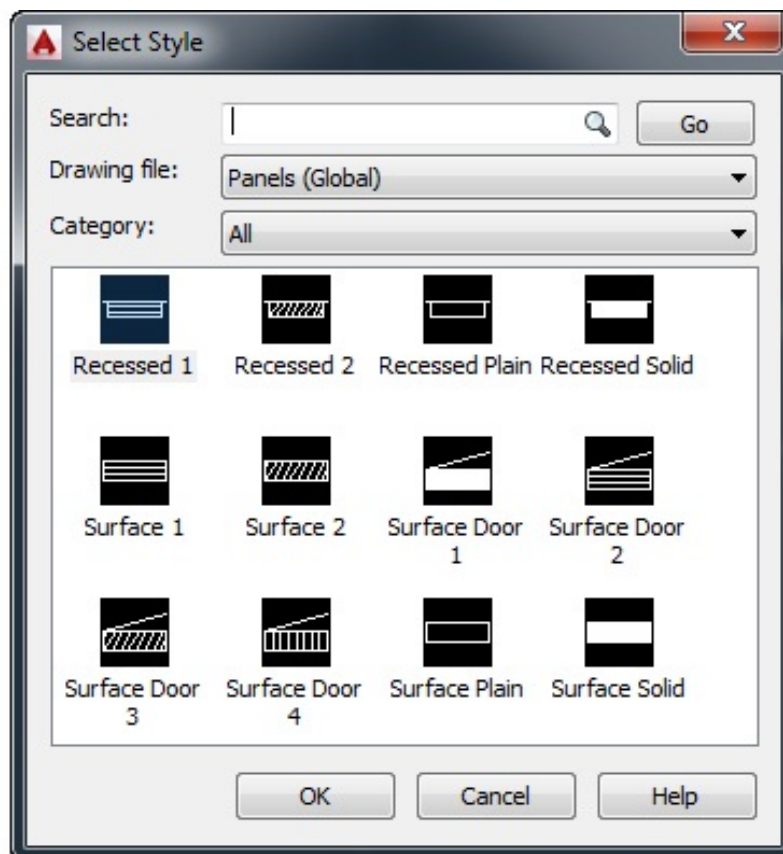 Select Style
Search:
Go
Drawing file:
Panels (Global)
Category:
All
Recessed 1
Recessed 2
Recessed Plain
Recessed Solid
Surface 1
Surface 2
Surface Door
1
Surface Door
2
Surface Door
3
Surface Door
4
Surface Plain
Surface Solid
OK
Cancel
Help